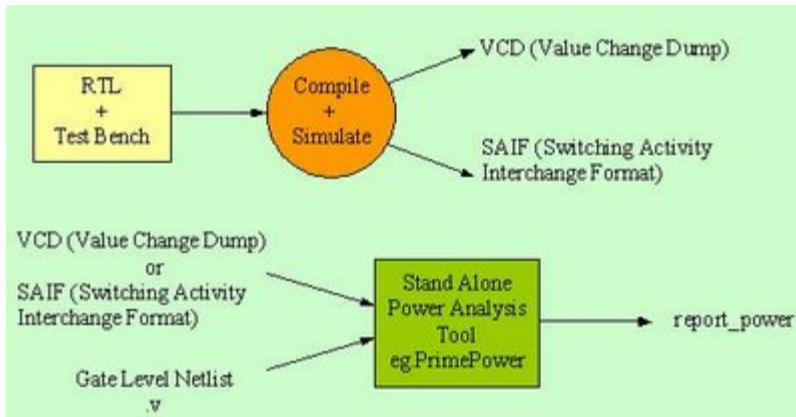 RTL
+
Test Bench
Compile
+
Simulate
VCD (Value Change Dump)
SAIF (Switching Activity
Interchange Format)
VCD (Value Change Dump)
or
SAIF (Switching Activity
Interchange Format)
Gate Level Netlist
.v
Stand Alone
Power Analysis
Tool
eg.PrimePower
report_power